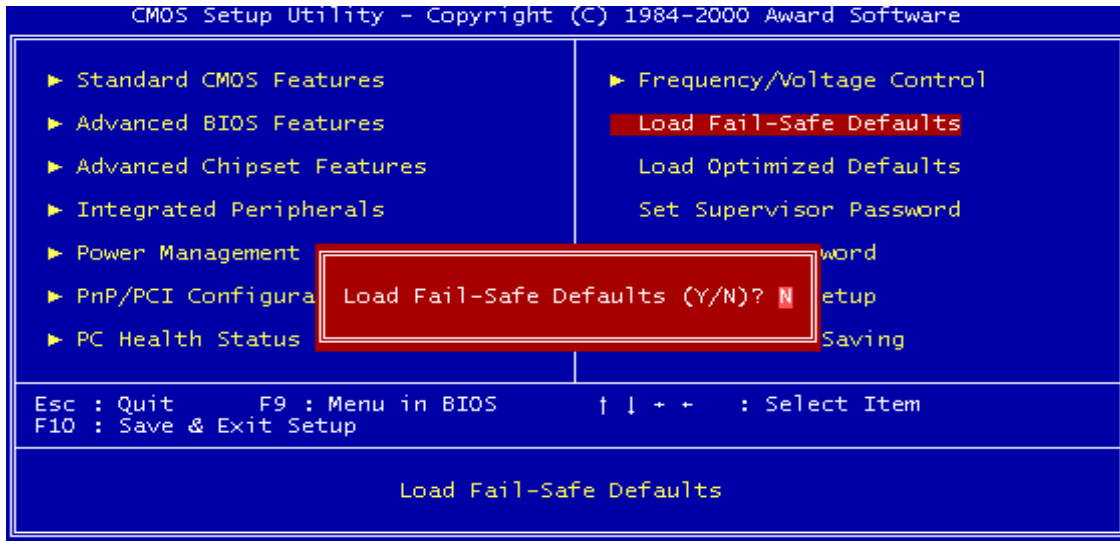 CMOS Setup Utility – Copyright (C) 1984–2000 Award Software
► Standard CMOS Features
► Advanced BIOS Features
► Advanced Chipset Features
► Integrated Peripherals
► Power Management
► PnP/PCI Configura
► PC Health Status
► Frequency/Voltage Control
Load Fail-Safe Defaults
Load Optimized Defaults
Set Supervisor Password
word
etup
Saving
Load Fail-Safe Defaults (Y/N)? N
Esc : Quit F9 : Menu in BIOS ↑ ↓ → ← : Select Item
F10 : Save & Exit Setup
Load Fail-Safe Defaults